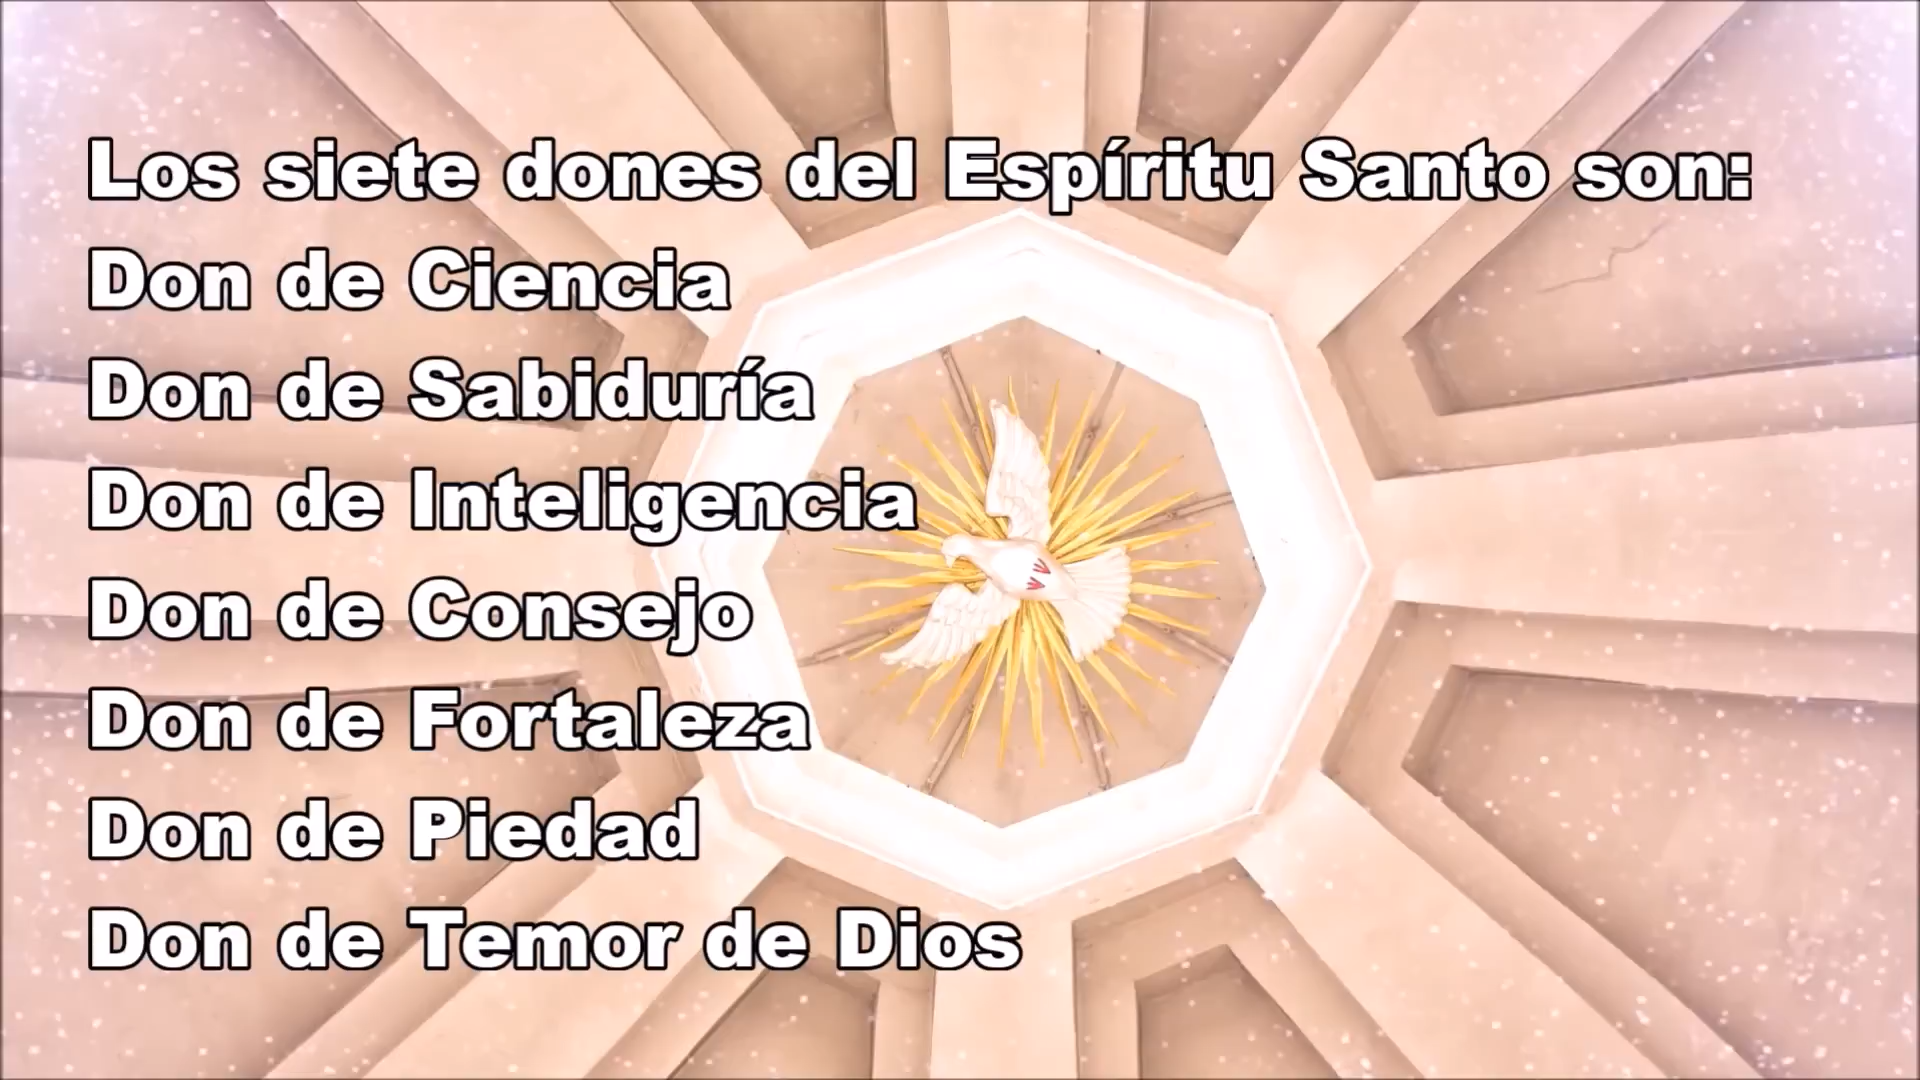 Los siete dones del Espíritu Santo son:
Don de Ciencia
Don de Sabiduría
Don de Inteligencia
Don de Consejo
Don de Fortaleza
Don de Piedad
Don de Temor de Dios